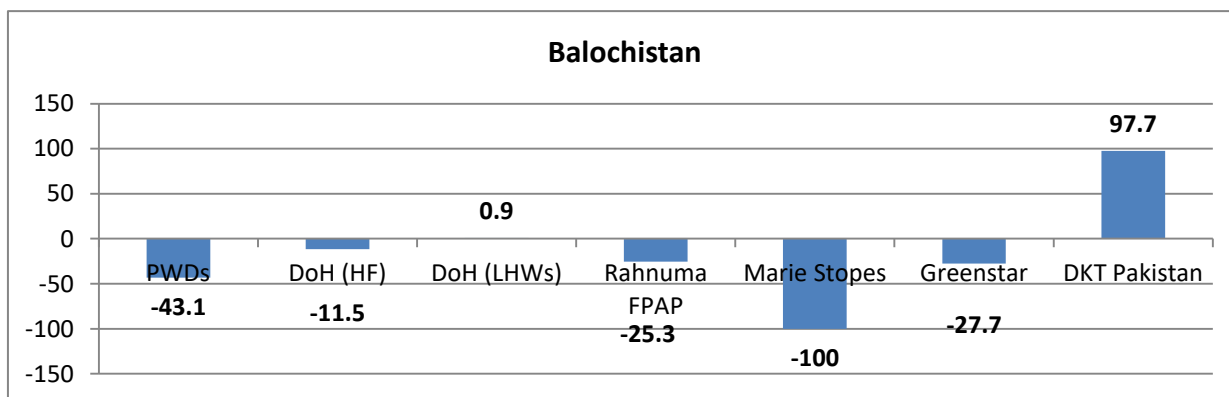 Balochistan
150
100
50
0
-50
-100
-150
97.7
0.9
PWDs DoH (HF) DoH (LHWs) Rahnuma Marie Stopes Greenstar DKT Pakistan
FPAP
-43.1 -11.5 -25.3 -100 -27.7